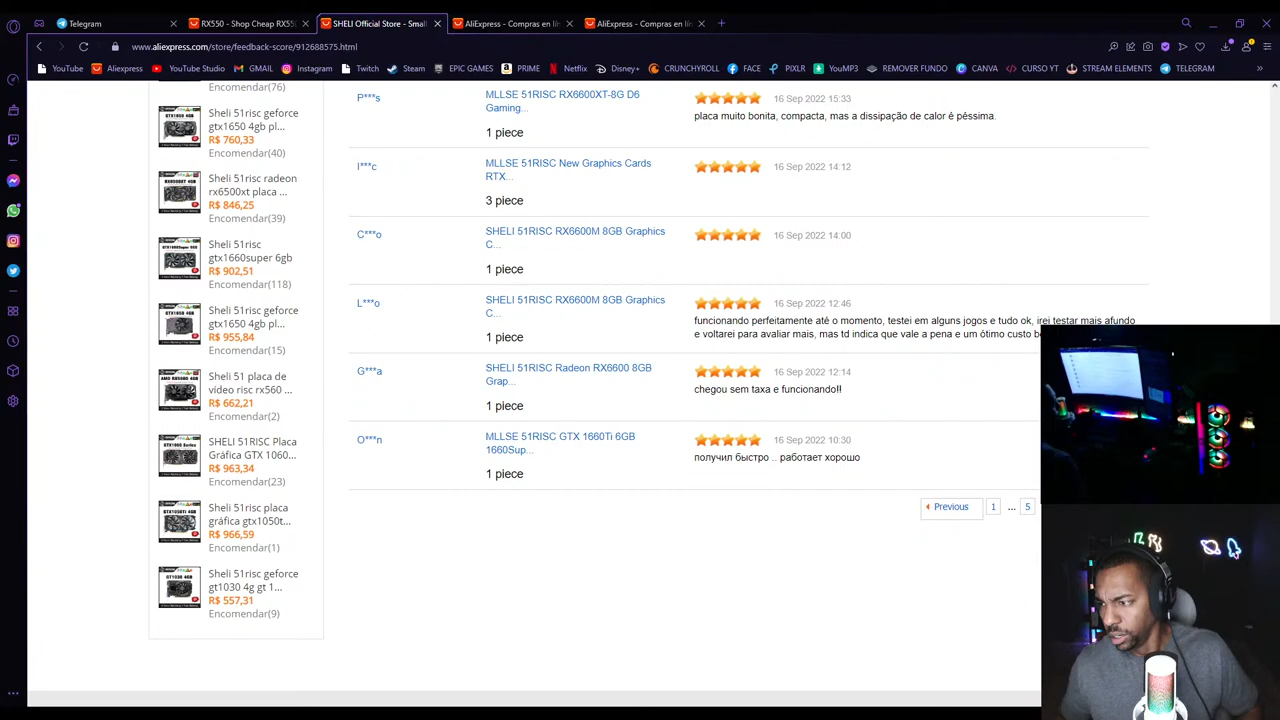 Telegram
RX550 - Shop Cheap RX550
SHELI Official Store - Small
AliExpress - Compras en lín
AliExpress - Compras en lín
www.aliexpress.com/store/feedback-score/912688575.html
YouTube
Aliexpress
YouTube Studio
GMAIL
Instagram
Twitch
Steam
EPIC GAMES
PRIME
Netflix
Disney+
CRUNCHYROLL
FACE
PIXLR
YouMP3
REMOVER FUNDO
CANVA
CURSO YT
STREAM ELEMENTS
TELEGRAM
Encomendar(76)
Sheli 51risc geforce
gtx1650 4gb pl...
R$ 760,33
Encomendar(40)
Sheli 51risc radeon
rx6500xt placa ...
R$ 846,25
Encomendar(39)
Sheli 51risc
gtx1660super 6gb
R$ 902,51
Encomendar(118)
Sheli 51risc geforce
gtx1650 4gb pl...
R$ 955,84
Encomendar(15)
Sheli 51 placa de
vídeo risc rx560 ...
R$ 662,21
Encomendar(2)
SHELI 51RISC Placa
Gráfica GTX 1060...
R$ 963,34
Encomendar(23)
Sheli 51risc placa
gráfica gtx1050t...
R$ 966,59
Encomendar(1)
Sheli 51risc geforce
gt1030 4g gt 1...
R$ 557,31
Encomendar(9)
P***s
MLLSE 51RISC RX6600XT-8G D6
Gaming...
1 piece
16 Sep 2022 15:33
placa muito bonita, compacta, mas a dissipação de calor é péssima.
I***c
MLLSE 51RISC New Graphics Cards
RTX...
3 piece
16 Sep 2022 14:12
C***o
SHELI 51RISC RX6600M 8GB Graphics
C...
1 piece
16 Sep 2022 14:00
L***o
SHELI 51RISC RX6600M 8GB Graphics
C...
1 piece
16 Sep 2022 12:46
funcionando perfeitamente até o momento, testei em alguns jogos e tudo ok, irei testar mais afundo
e voltarei para avaliar mais, mas td indica que vale a pena e um ótimo custo
G***a
SHELI 51RISC Radeon RX6600 8GB
Grap...
1 piece
16 Sep 2022 12:14
chegou sem taxa e funcionando!!
O***n
MLLSE 51RISC GTX 1660Ti 6GB
1660Sup...
1 piece
16 Sep 2022 10:30
получил быстро .. работает хорошо
Previous
1
...
5